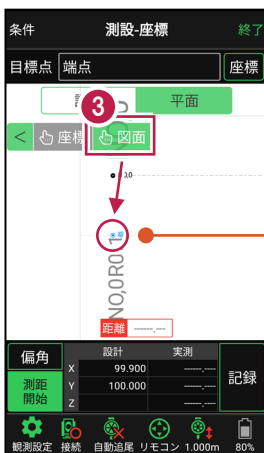 条件 測設-座標 終了
目標点 端点 座標
3 平面
< 座標 図面
距離 ------.---
設計 実測
偏角 X 99.900 ------.---
測距開始 Y 100.000 ------.---
Z ------.---
記録
観測設定 接続 自動追尾 リモコン 1.000m 80%